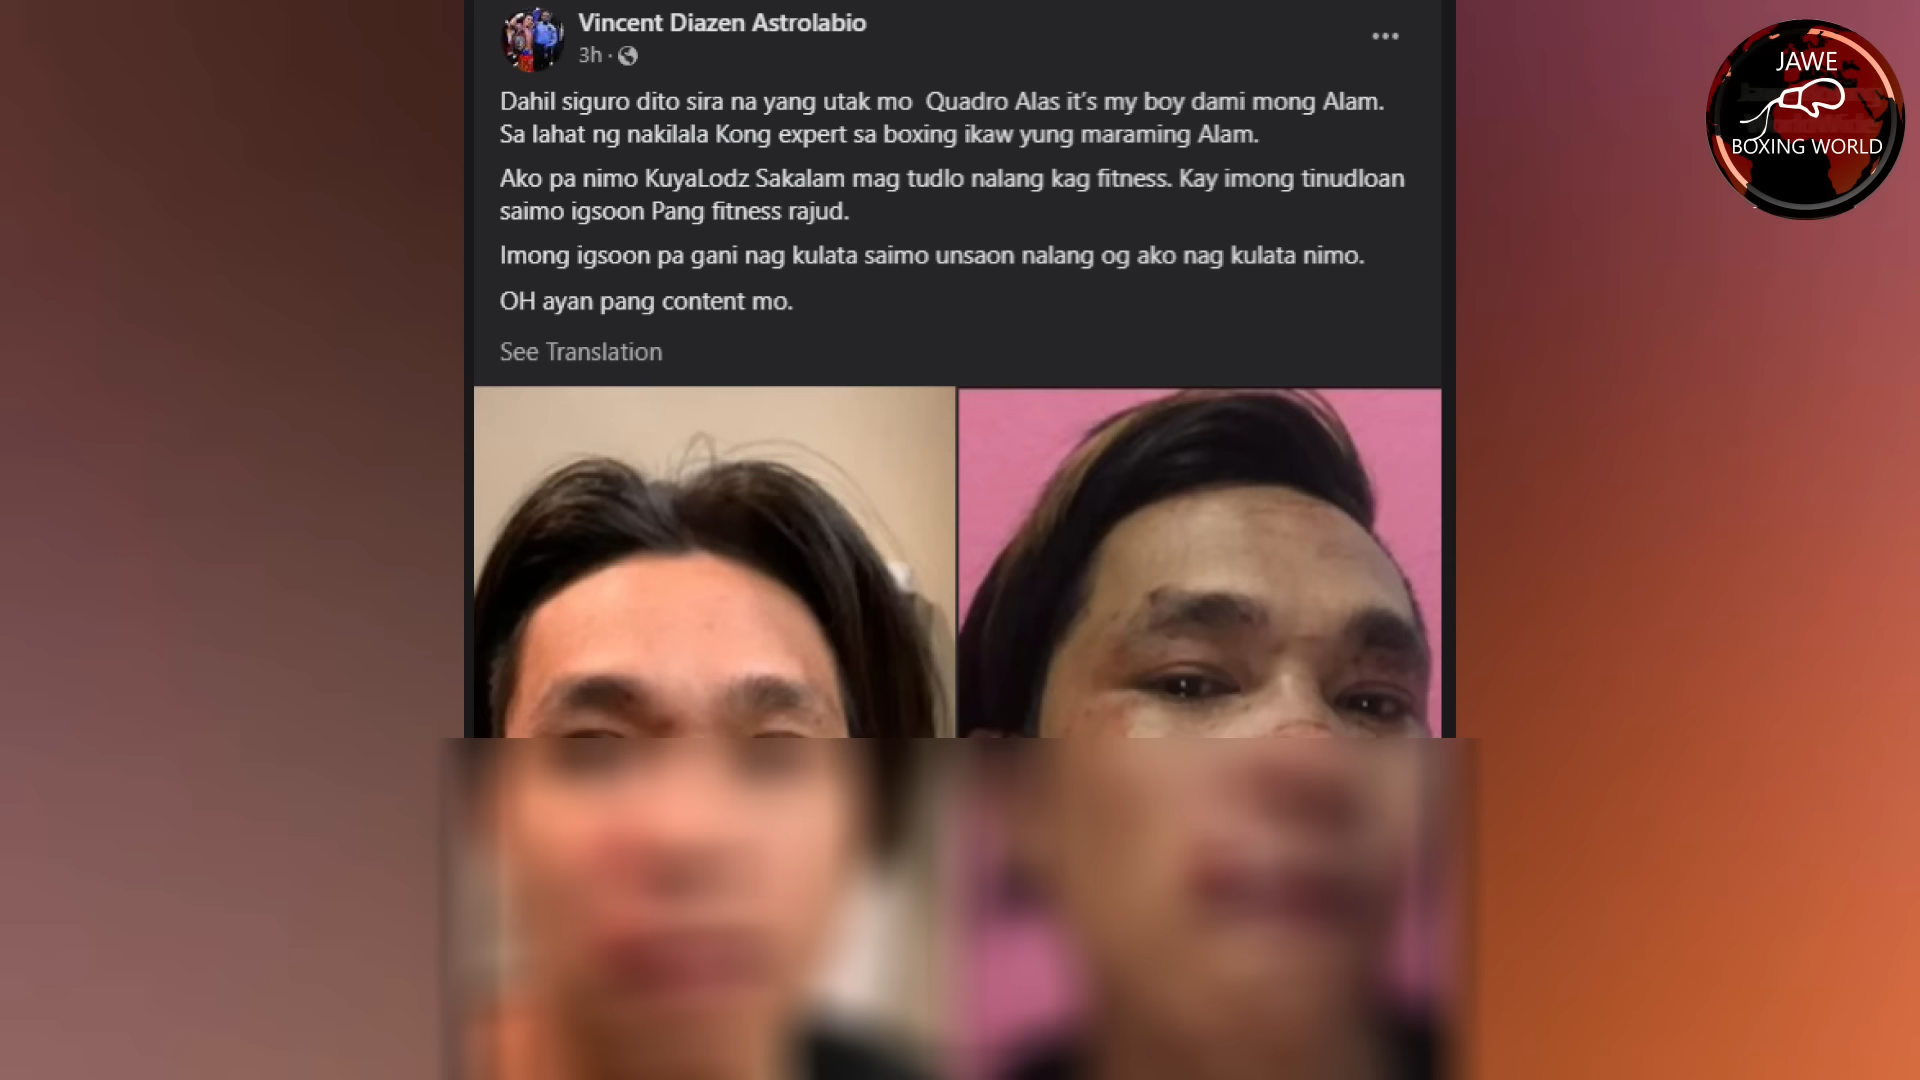 Vincent Diazen Astrolabio
3h ·
Dahil siguro dito sira na yang utak mo Quadro Alas it's my boy dami mong Alam.
Sa lahat ng nakilala Kong expert sa boxing ikaw yung maraming Alam.
Ako pa nimo KuyaLodz Sakalam mag tudlo nalang kag fitness. Kay imong tinudloan
saimo igsoon Pang fitness rajud.
Imong igsoon pa gani nag kulata saimo unsaon nalang og ako nag kulata nimo.
OH ayan pang content mo.
See Translation
JAWE
BOXING WORLD